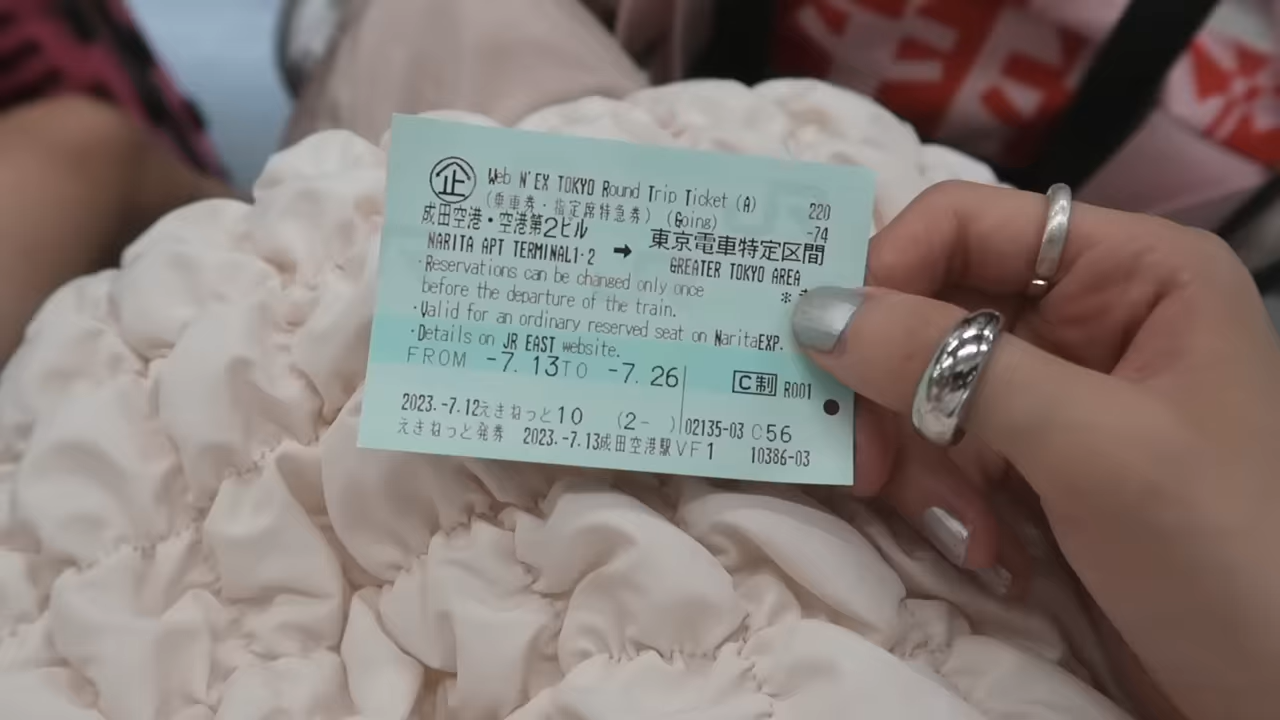 企 Web N'EX TOKYO Round Trip Ticket (A) 220
(乗車券・指定席特急券) (Going) -74
成田空港・空港第2ビル ➡ 東京電車特定区間
NARITA APT TERMINAL1・2 GREATER TOKYO AREA
・Reservations can be changed only once
before the departure of the train. *
・Valid for an ordinary reserved seat on NaritaEXP.
・Details on JR EAST website.
FROM -7.13TO -7.26 C制 R001
2023.-7.12えきねっと10 (2- ) 02135-03 C56
えきねっと発券 2023.-7.13成田空港駅VF1 10386-03